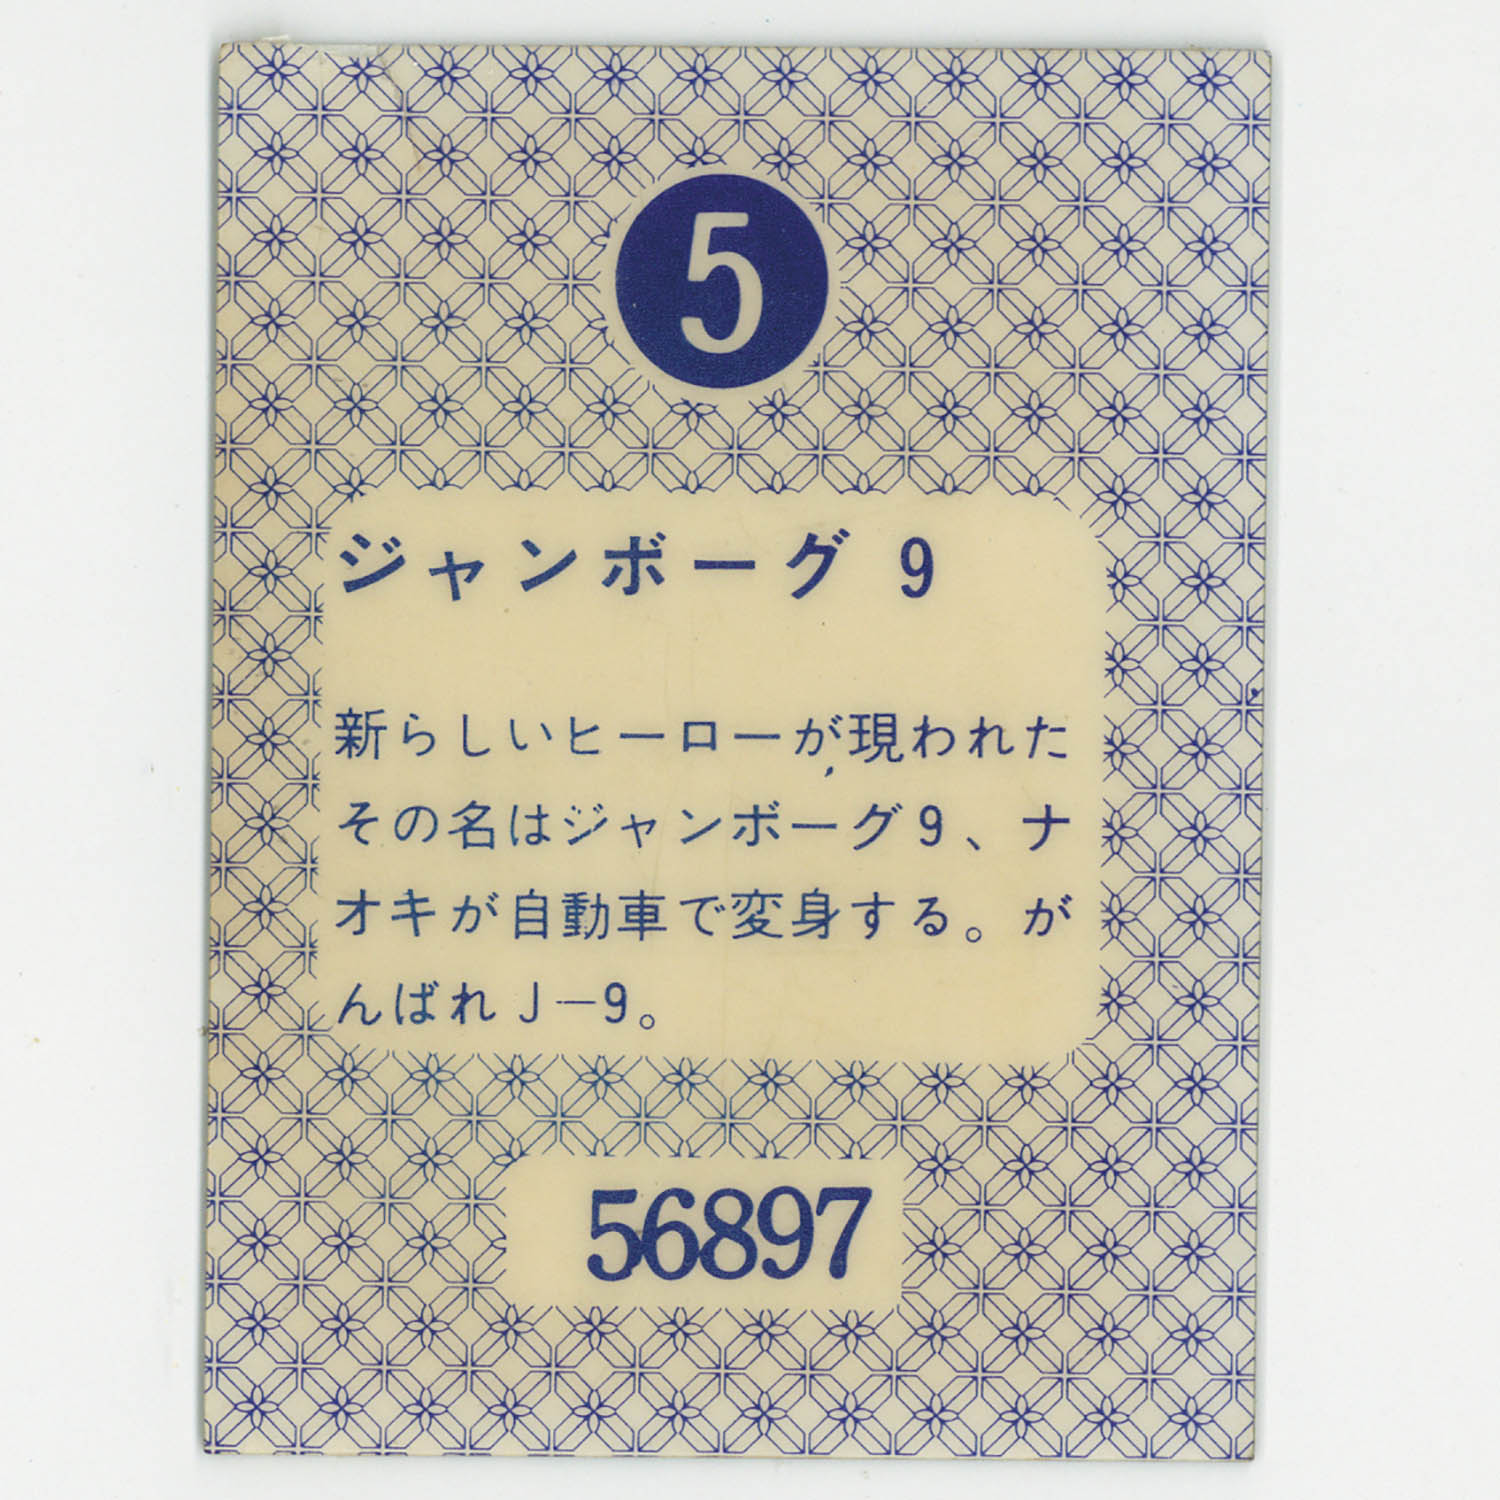 5
ジャンボーグ 9
新らしいヒーローが現われた
その名はジャンボーグ9、ナ
オキが自動車で変身する。が
んばれJ−9。
56897